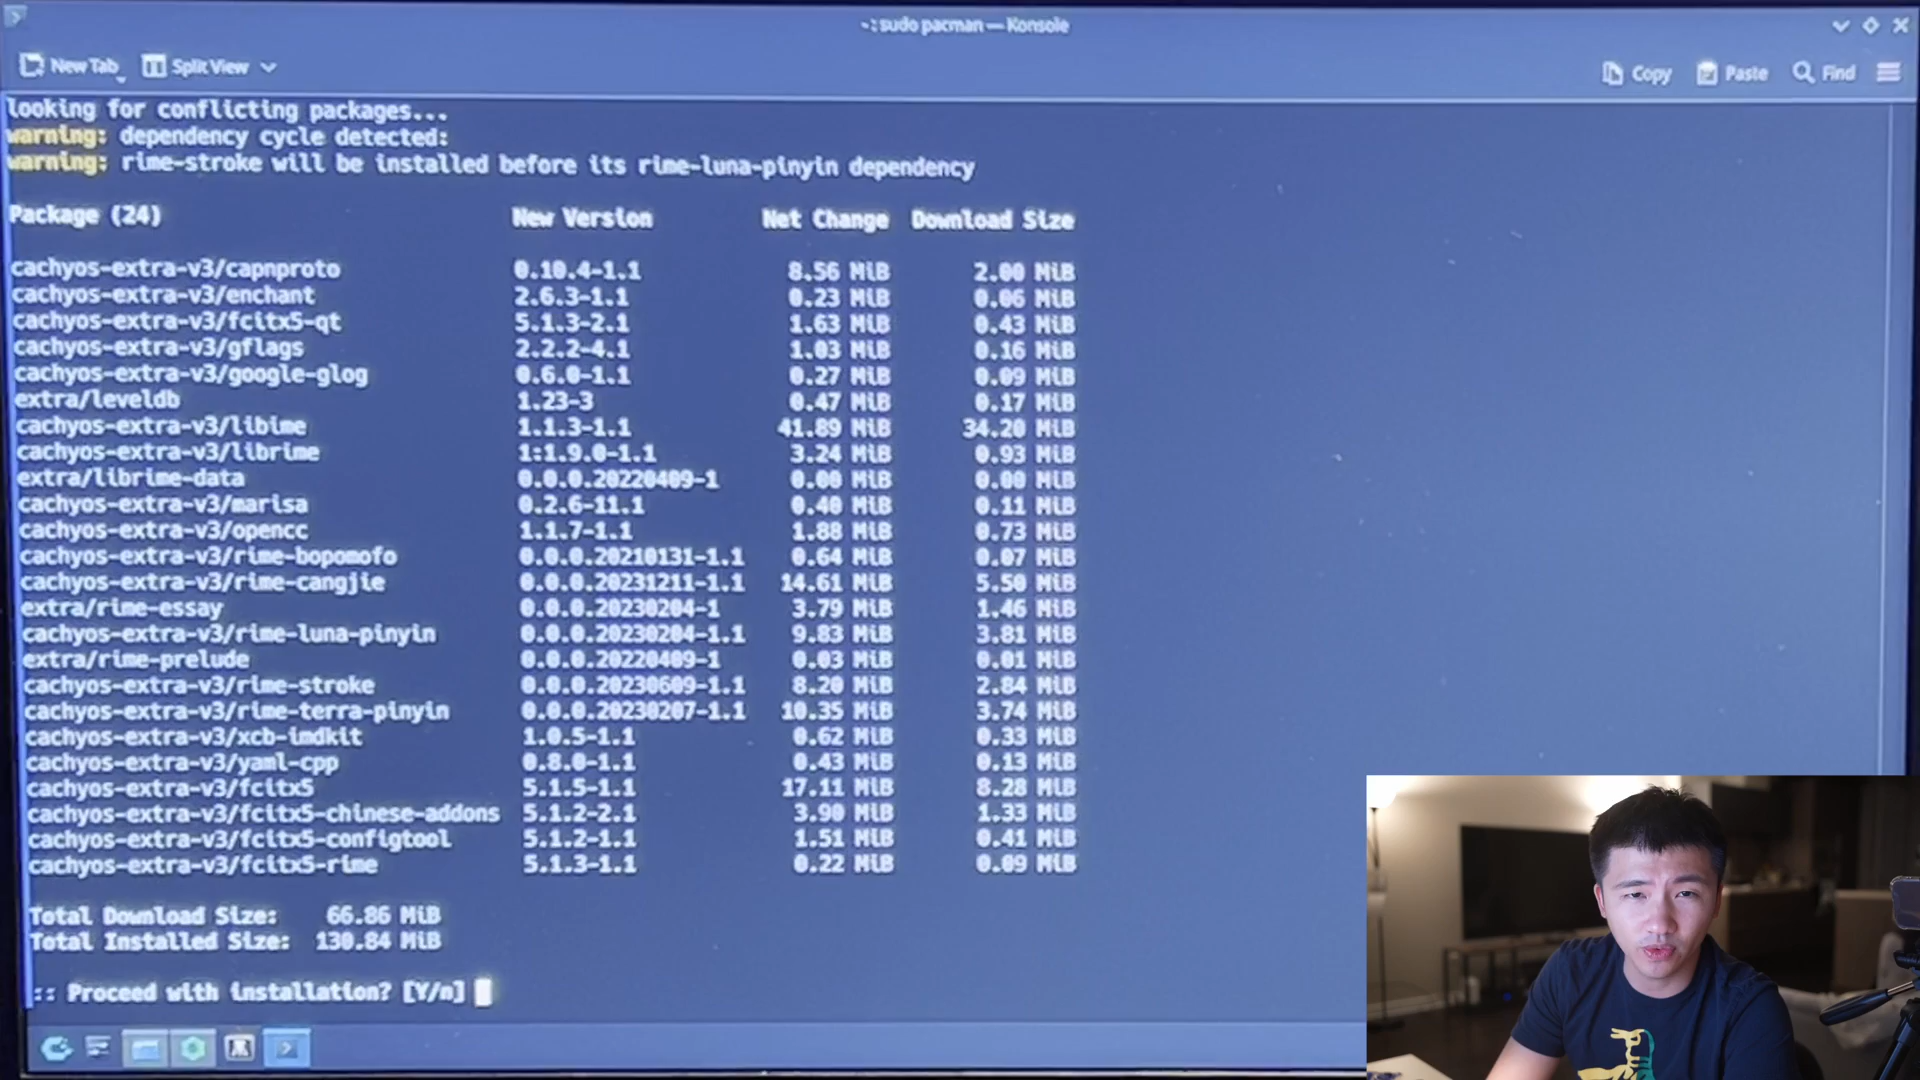 ~ : sudo pacman — Konsole
New Tab Split View Copy Paste Find
looking for conflicting packages...
warning: dependency cycle detected:
warning: rime-stroke will be installed before its rime-luna-pinyin dependency
Package (24) New Version Net Change Download Size
cachyos-extra-v3/capnproto 0.10.4-1.1 8.56 MiB 2.00 MiB
cachyos-extra-v3/enchant 2.6.3-1.1 0.23 MiB 0.06 MiB
cachyos-extra-v3/fcitx5-qt 5.1.3-2.1 1.63 MiB 0.43 MiB
cachyos-extra-v3/gflags 2.2.2-4.1 1.03 MiB 0.16 MiB
cachyos-extra-v3/google-glog 0.6.0-1.1 0.27 MiB 0.09 MiB
extra/leveldb 1.23-3 0.47 MiB 0.17 MiB
cachyos-extra-v3/libime 1.1.3-1.1 41.89 MiB 34.20 MiB
cachyos-extra-v3/librime 1:1.9.0-1.1 3.24 MiB 0.93 MiB
extra/librime-data 0.0.0.20220409-1 0.00 MiB 0.00 MiB
cachyos-extra-v3/marisa 0.2.6-11.1 0.40 MiB 0.11 MiB
cachyos-extra-v3/opencc 1.1.7-1.1 1.88 MiB 0.73 MiB
cachyos-extra-v3/rime-bopomofo 0.0.0.20210131-1.1 0.64 MiB 0.07 MiB
cachyos-extra-v3/rime-cangjie 0.0.0.20231211-1.1 14.61 MiB 5.50 MiB
extra/rime-essay 0.0.0.20230204-1 3.79 MiB 1.46 MiB
cachyos-extra-v3/rime-luna-pinyin 0.0.0.20230204-1.1 9.83 MiB 3.81 MiB
extra/rime-prelude 0.0.0.20220409-1 0.03 MiB 0.01 MiB
cachyos-extra-v3/rime-stroke 0.0.0.20230609-1.1 8.20 MiB 2.84 MiB
cachyos-extra-v3/rime-terra-pinyin 0.0.0.20230207-1.1 10.35 MiB 3.74 MiB
cachyos-extra-v3/xcb-imdkit 1.0.5-1.1 0.62 MiB 0.33 MiB
cachyos-extra-v3/yaml-cpp 0.8.0-1.1 0.43 MiB 0.13 MiB
cachyos-extra-v3/fcitx5 5.1.5-1.1 17.11 MiB 8.28 MiB
cachyos-extra-v3/fcitx5-chinese-addons 5.1.2-2.1 3.90 MiB 1.33 MiB
cachyos-extra-v3/fcitx5-configtool 5.1.2-1.1 1.51 MiB 0.41 MiB
cachyos-extra-v3/fcitx5-rime 5.1.3-1.1 0.22 MiB 0.09 MiB
Total Download Size: 66.86 MiB
Total Installed Size: 130.84 MiB
:: Proceed with installation? [Y/n]